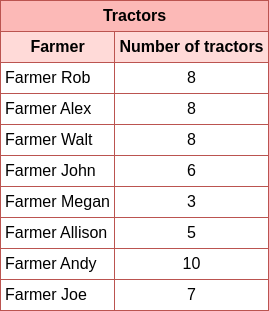 Tractors
Farmer Number of tractors
Farmer Rob 8
Farmer Alex 8
Farmer Walt 8
Farmer John 6
Farmer Megan 3
Farmer Allison 5
Farmer Andy 10
Farmer Joe 7